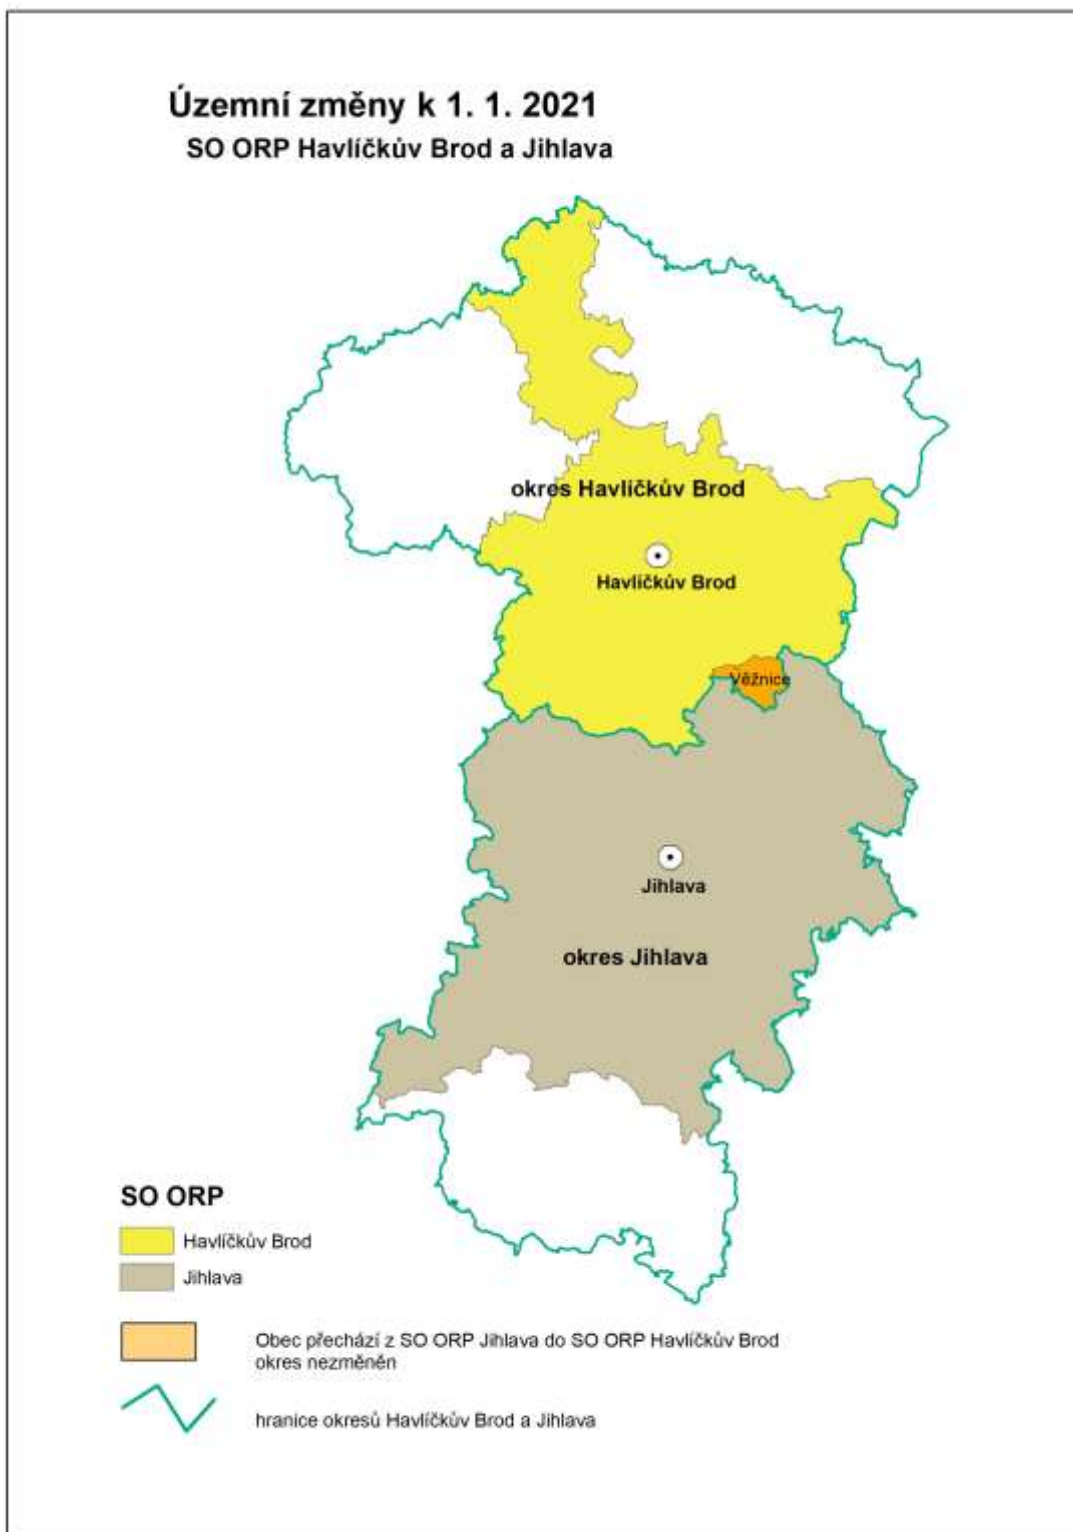 Územní změny k 1. 1. 2021
SO ORP Havlíčkův Brod a Jihlava
okres Havlíčkův Brod
Havlíčkův Brod
Věžnice
Jihlava
okres Jihlava
SO ORP
Havlíčkův Brod
Jihlava
Obec přechází z SO ORP Jihlava do SO ORP Havlíčkův Brod
okres nezměněn
hranice okresů Havlíčkův Brod a Jihlava